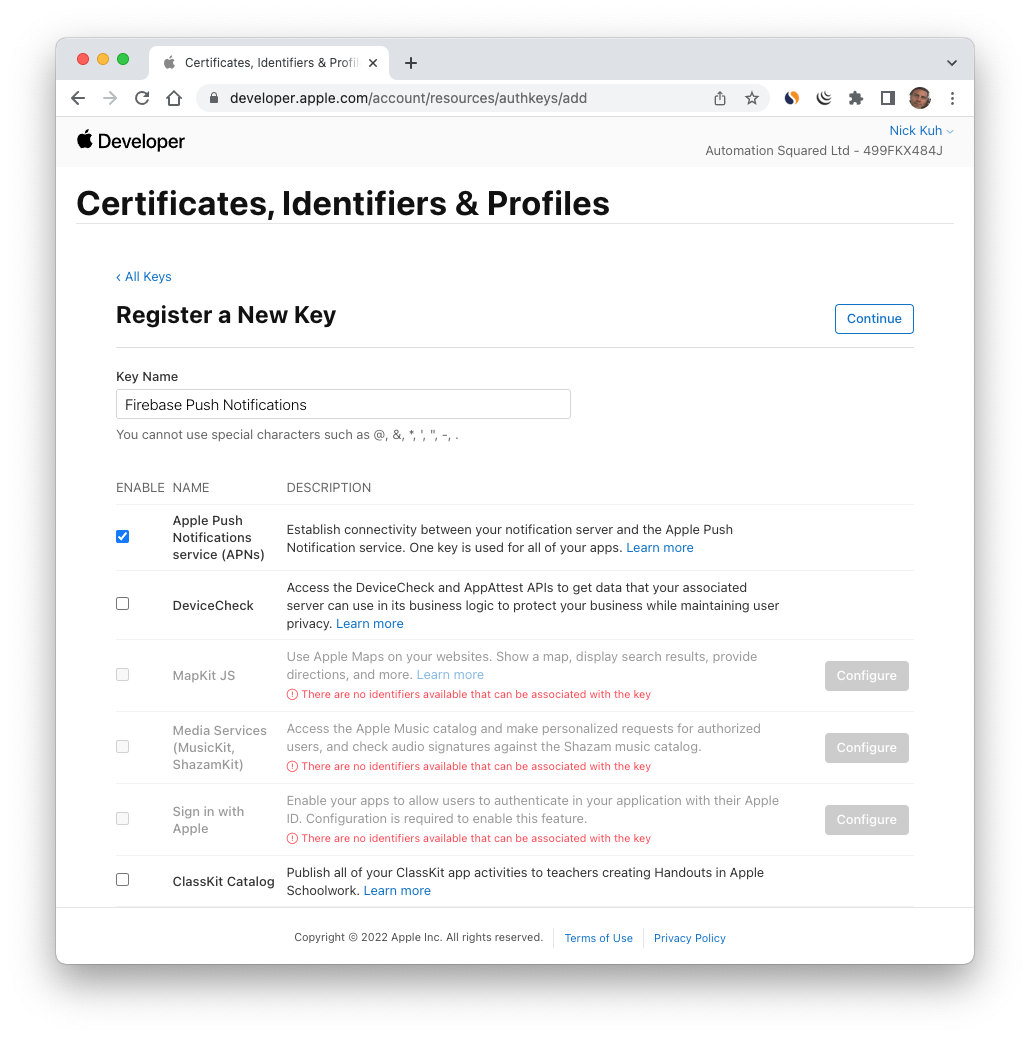 Certificates, Identifiers & Profil
developer.apple.com/account/resources/authkeys/add
Developer
Nick Kuh
Automation Squared Ltd - 499FKX484J
Certificates, Identifiers & Profiles
‹ All Keys
Register a New Key
Continue
Key Name
Firebase Push Notifications
You cannot use special characters such as @, &, *, ', ", -, .
ENABLE NAME DESCRIPTION
Apple Push
Notifications
service (APNs)
Establish connectivity between your notification server and the Apple Push
Notification service. One key is used for all of your apps. Learn more
DeviceCheck
Access the DeviceCheck and AppAttest APIs to get data that your associated
server can use in its business logic to protect your business while maintaining user
privacy. Learn more
MapKit JS
Use Apple Maps on your websites. Show a map, display search results, provide
directions, and more. Learn more
There are no identifiers available that can be associated with the key
Configure
Media Services
(MusicKit,
ShazamKit)
Access the Apple Music catalog and make personalized requests for authorized
users, and check audio signatures against the Shazam music catalog.
There are no identifiers available that can be associated with the key
Configure
Sign in with
Apple
Enable your apps to allow users to authenticate in your application with their Apple
ID. Configuration is required to enable this feature.
There are no identifiers available that can be associated with the key
Configure
ClassKit Catalog
Publish all of your ClassKit app activities to teachers creating Handouts in Apple
Schoolwork. Learn more
Copyright © 2022 Apple Inc. All rights reserved. Terms of Use Privacy Policy